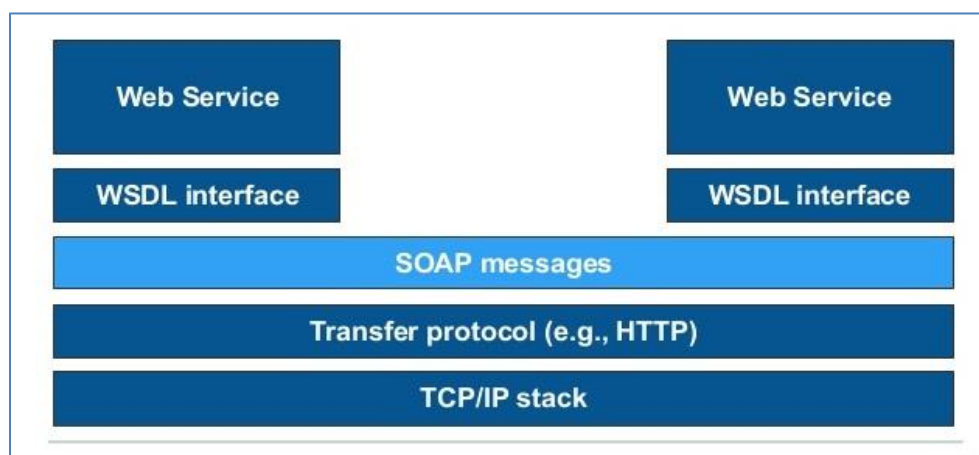 Web Service
Web Service
WSDL interface
WSDL interface
SOAP messages
Transfer protocol (e.g., HTTP)
TCP/IP stack